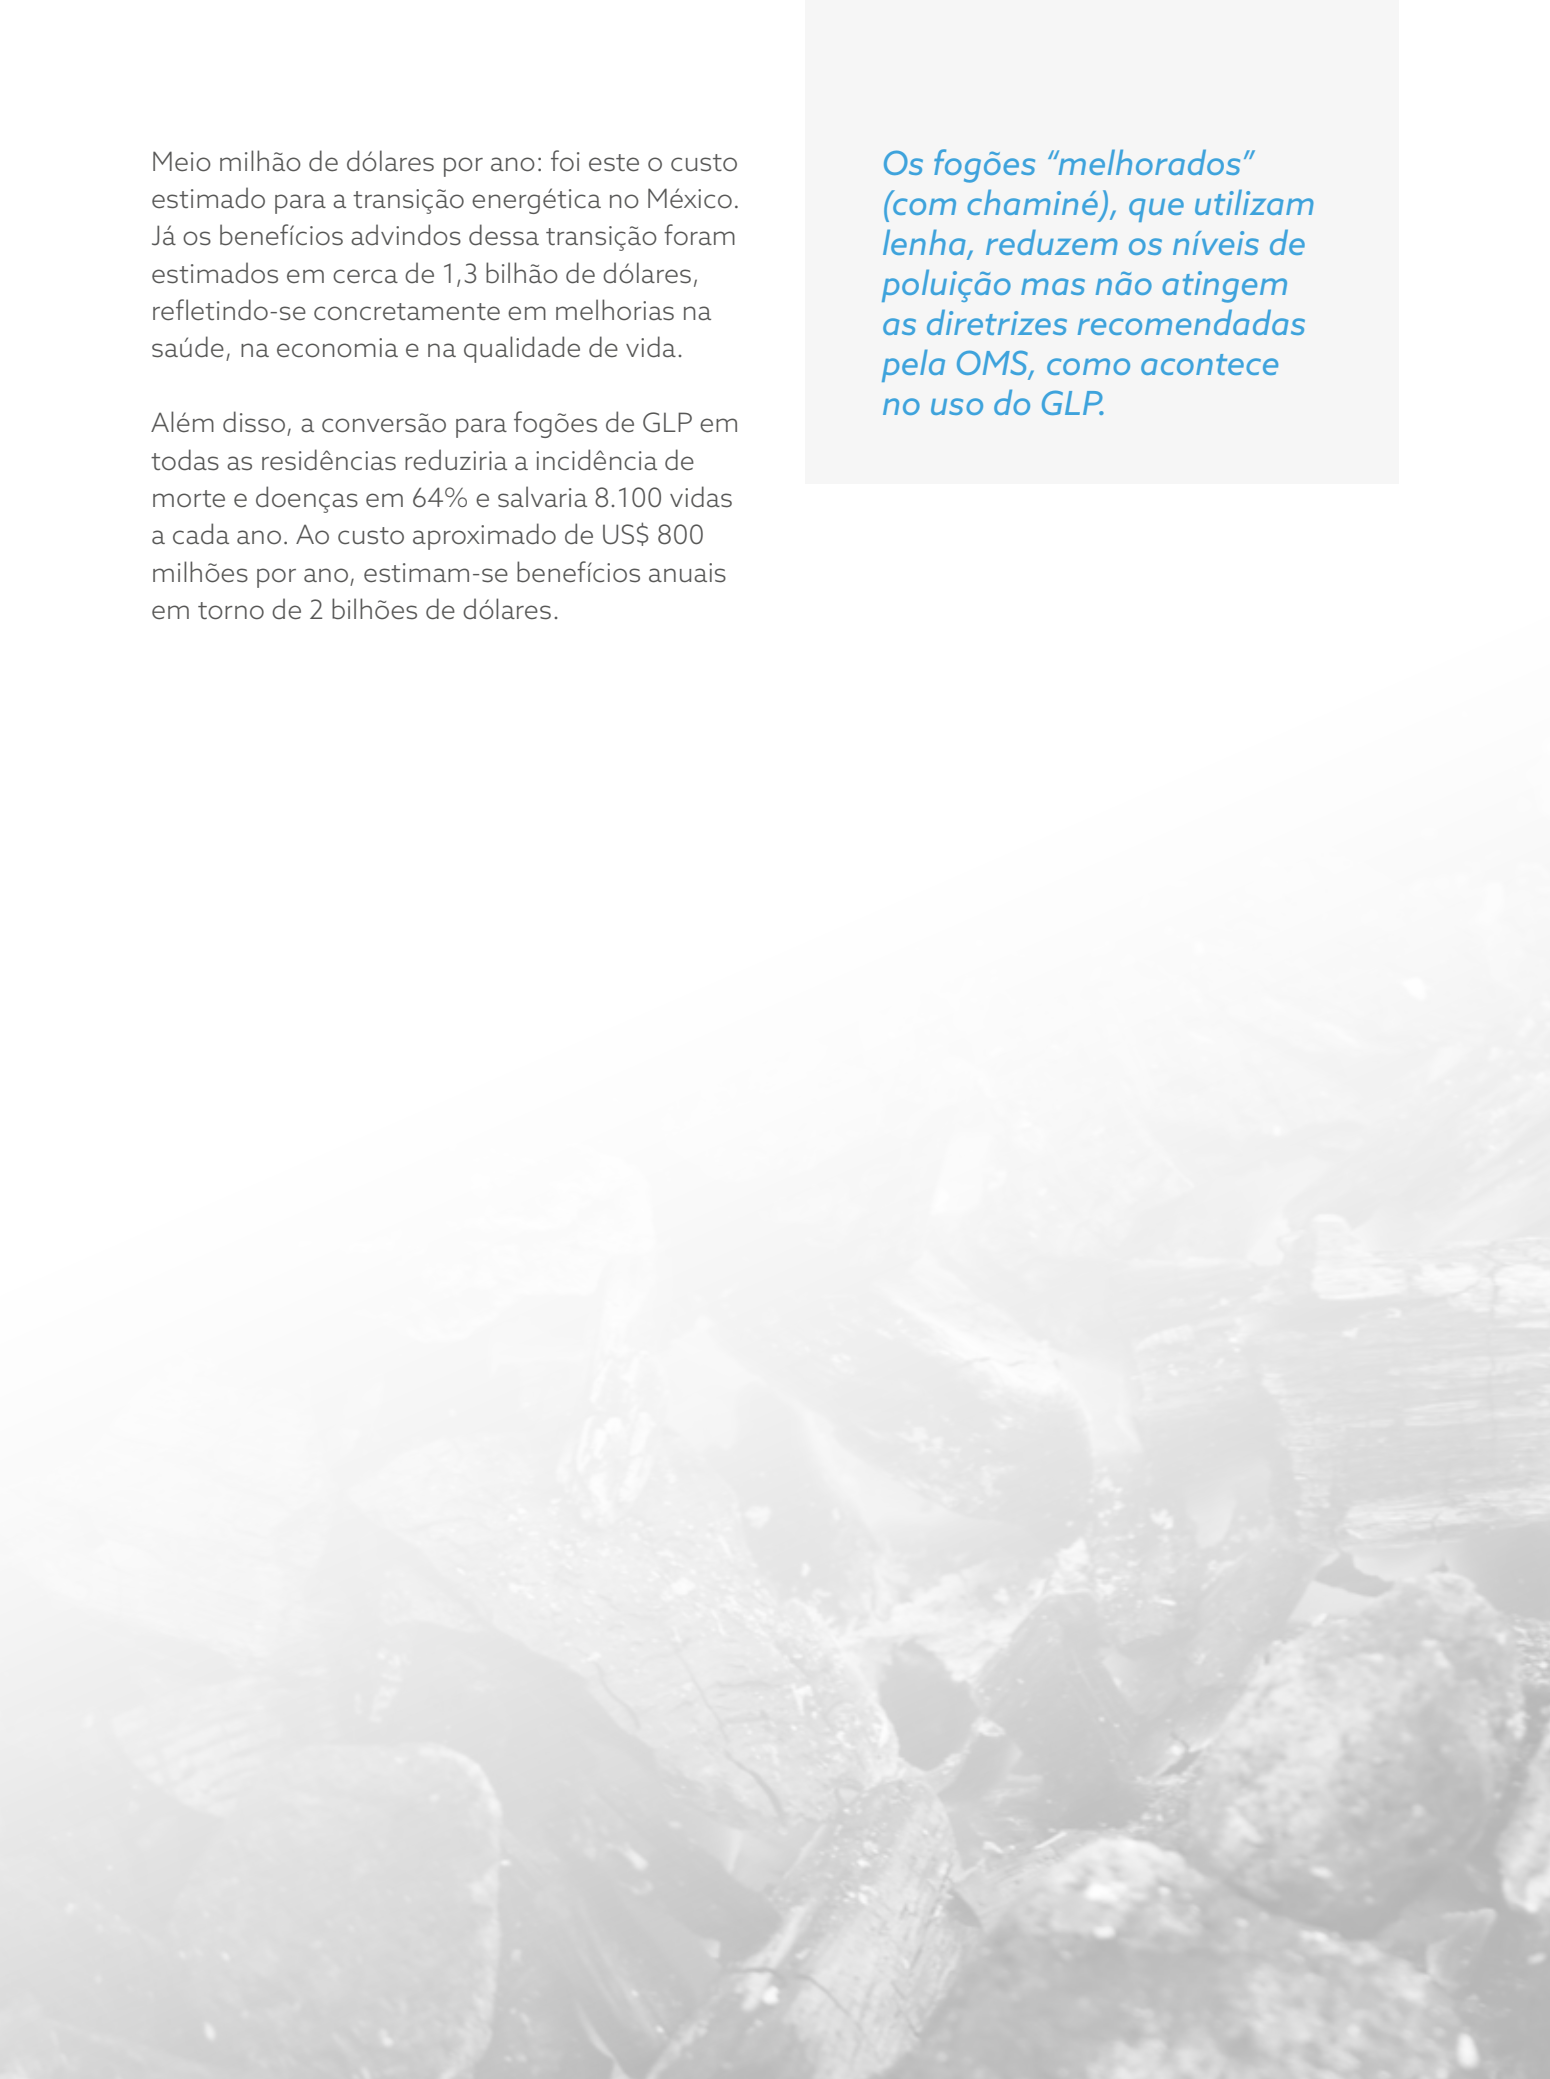 Meio milhão de dólares por ano: foi este o custo
estimado para a transição energética no México.
Já os benefícios advindos dessa transição foram
estimados em cerca de 1,3 bilhão de dólares,
refletindo-se concretamente em melhorias na
saúde, na economia e na qualidade de vida.
Além disso, a conversão para fogões de GLP em
todas as residências reduziria a incidência de
morte e doenças em 64% e salvaria 8.100 vidas
a cada ano. Ao custo aproximado de US$ 800
milhões por ano, estimam-se benefícios anuais
em torno de 2 bilhões de dólares.
Os fogões “melhorados”
(com chaminé), que utilizam
lenha, reduzem os níveis de
poluição mas não atingem
as diretrizes recomendadas
pela OMS, como acontece
no uso do GLP.